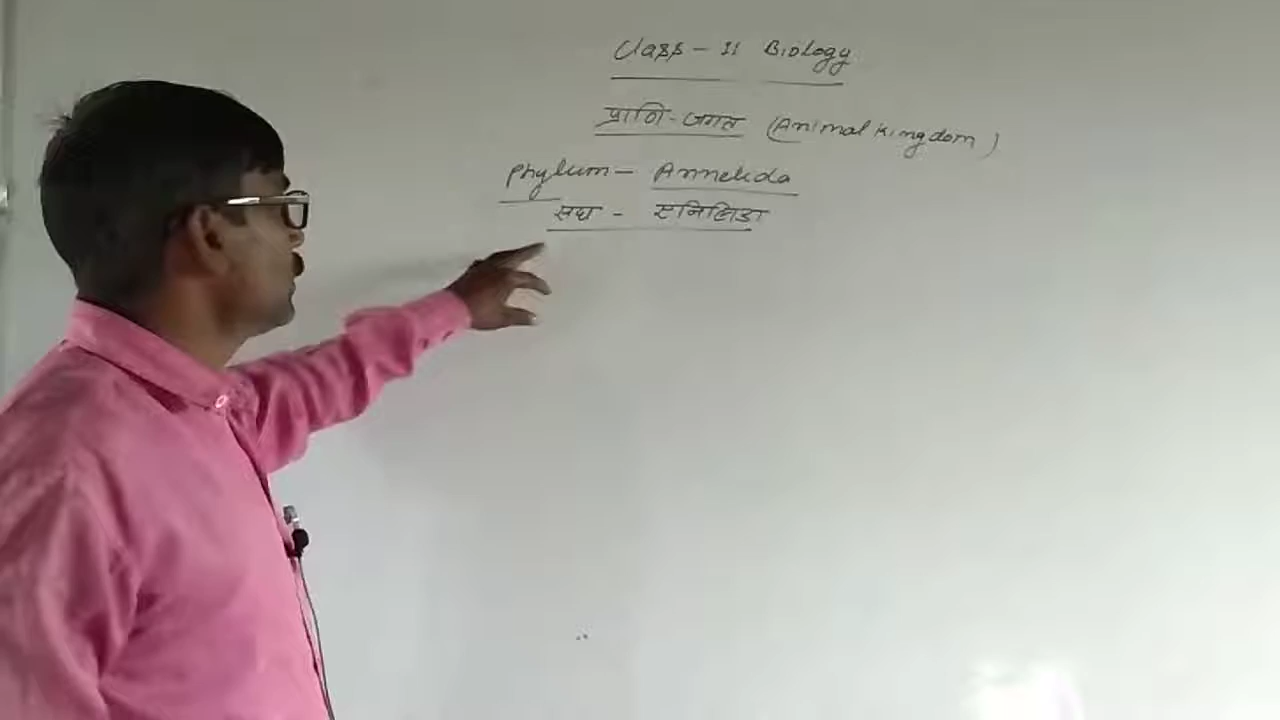 Class - 11 Biology
प्राणि-जगत (Animal kingdom)
Phylum - Annelida
संघ - एनिलिडा